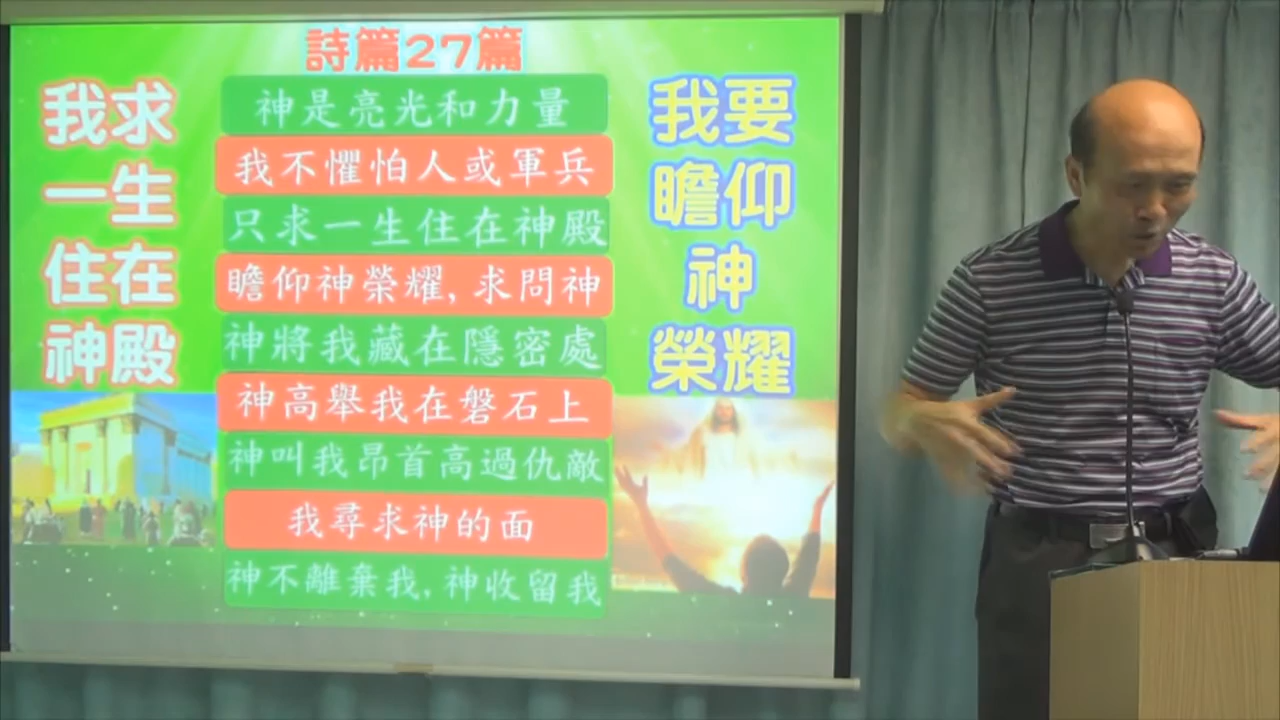 詩篇27篇
我求
一生
住在
神殿
神是亮光和力量
我不懼怕人或軍兵
只求一生住在神殿
瞻仰神榮耀,求問神
神將我藏在隱密處
神高舉我在磐石上
神叫我昂首高過仇敵
我尋求神的面
神不離棄我,神收留我
我要
瞻仰
神
榮耀